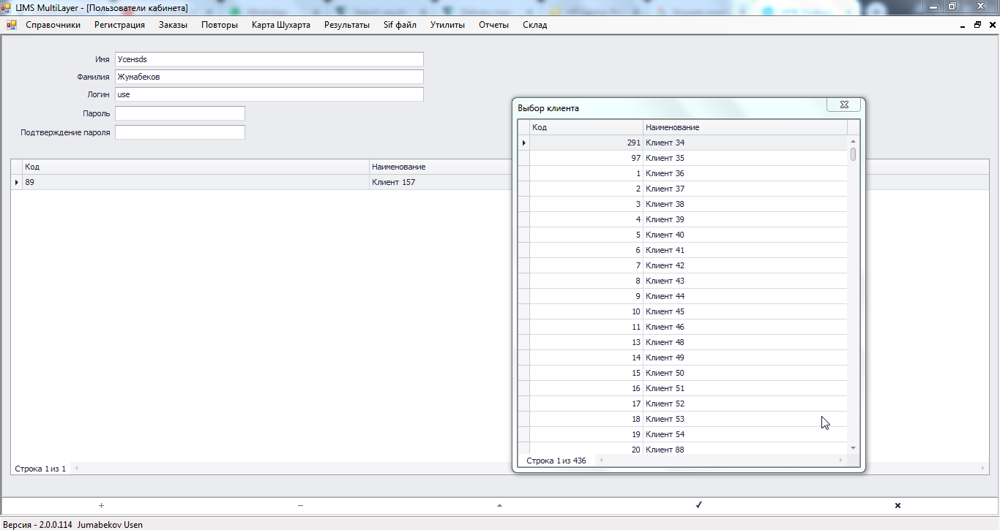 LIMS MultiLayer - [Пользователи кабинета]
Справочники Регистрация Заказы Повторы Карта Шухарта Результаты Sif файл Утилиты Отчеты Склад
Имя Усенsds
Фамилия Жумабеков
Логин use
Пароль
Подтверждение пароля
Код Наименование
89 Клиент 157
Строка 1 из 1
Выбор клиента
Код Наименование
291 Клиент 34
97 Клиент 35
1 Клиент 36
2 Клиент 37
3 Клиент 38
4 Клиент 39
5 Клиент 40
6 Клиент 41
7 Клиент 42
8 Клиент 43
9 Клиент 44
10 Клиент 45
11 Клиент 46
13 Клиент 48
14 Клиент 49
15 Клиент 50
16 Клиент 51
17 Клиент 52
18 Клиент 53
19 Клиент 54
20 Клиент 88
Строка 1 из 436
Версия - 2.0.0.114 Jumabekov Usen